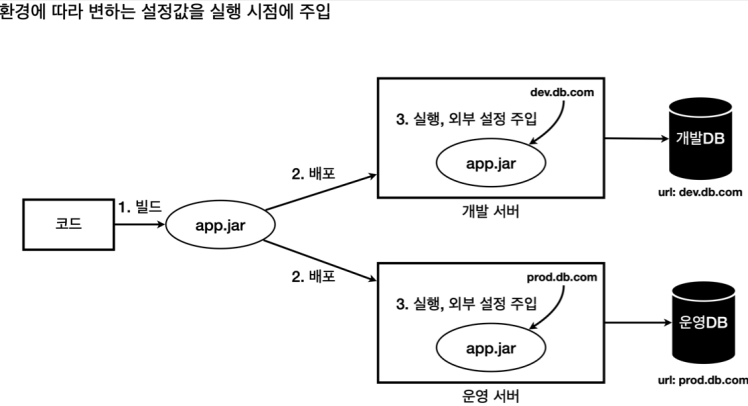 환경에 따라 변하는 설정값을 실행 시점에 주입
dev.db.com
3. 실행, 외부 설정 주입
app.jar
개발DB
url: dev.db.com
개발 서버
2. 배포
1. 빌드
코드
app.jar
2. 배포
prod.db.com
3. 실행, 외부 설정 주입
app.jar
운영DB
url: prod.db.com
운영 서버